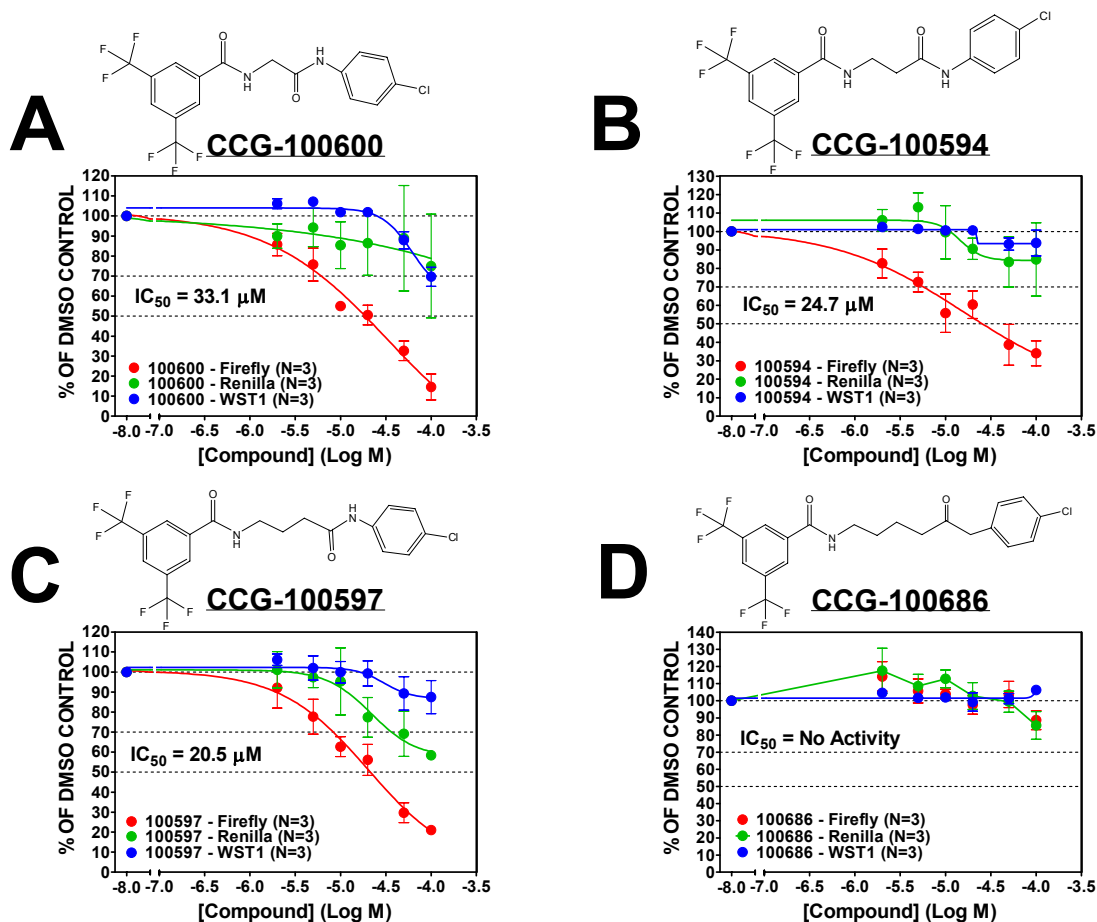 A
F
F
F
F
F
F
O
N
H
O
H
N
Cl
CCG-100600
120
110
100
90
80
70
60
50
40
30
20
10
0
% OF DMSO CONTROL
IC50 = 33.1 μM
100600 - Firefly (N=3)
100600 - Renilla (N=3)
100600 - WST1 (N=3)
-8.0 -7.0 -6.0 -5.5 -5.0 -4.5 -4.0 -3.5
[Compound] (Log M)
B
F
F
F
F
F
F
O
N
H
O
N
H
Cl
CCG-100594
130
120
110
100
90
80
70
60
50
40
30
20
10
0
% OF DMSO CONTROL
IC50 = 24.7 μM
100594 - Firefly (N=3)
100594 - Renilla (N=3)
100594 - WST1 (N=3)
-8.0 -7.0 -6.0 -5.5 -5.0 -4.5 -4.0 -3.5
[Compound] (Log M)
C
F
F
F
F
F
F
O
N
H
O
H
N
Cl
CCG-100597
120
110
100
90
80
70
60
50
40
30
20
10
0
% OF DMSO CONTROL
IC50 = 20.5 μM
100597 - Firefly (N=3)
100597 - Renilla (N=3)
100597 - WST1 (N=3)
-8.0 -7.0 -6.0 -5.5 -5.0 -4.5 -4.0 -3.5
[Compound] (Log M)
D
F
F
F
F
F
F
O
N
H
O
Cl
CCG-100686
140
130
120
110
100
90
80
70
60
50
40
30
20
10
0
% OF DMSO CONTROL
IC50 = No Activity
100686 - Firefly (N=3)
100686 - Renilla (N=3)
100686 - WST1 (N=3)
-8.0 -7.0 -6.0 -5.5 -5.0 -4.5 -4.0 -3.5
[Compound] (Log M)